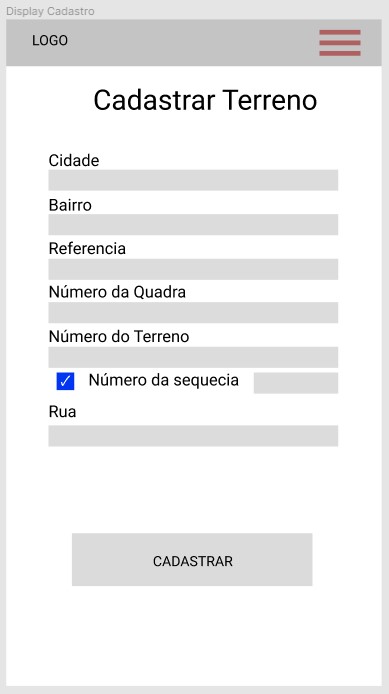 Display Cadastro
LOGO
Cadastrar Terreno
Cidade
Bairro
Referencia
Número da Quadra
Número do Terreno
✓ Número da sequecia
Rua
CADASTRAR